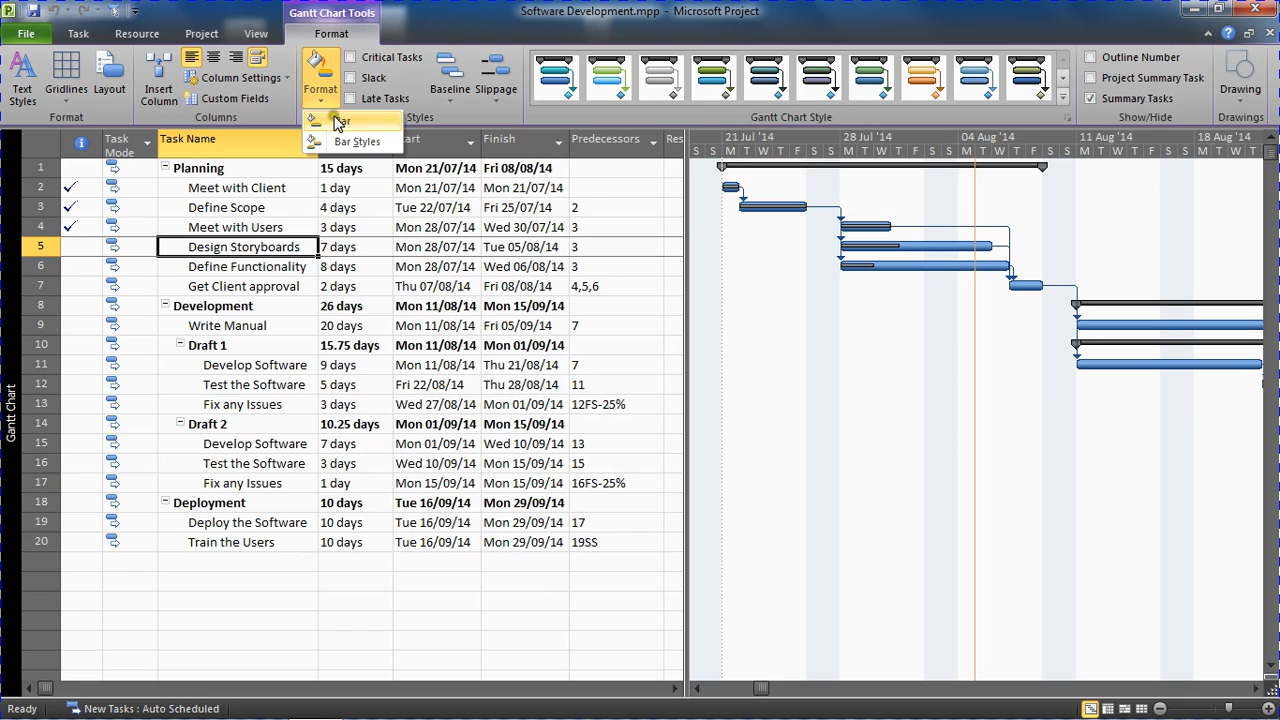 Gantt Chart Tools
Software Development.mpp - Microsoft Project
File Task Resource Project View Format
Text Styles
Gridlines
Layout
Format
Insert Column
Column Settings
Custom Fields
Columns
Format
Critical Tasks
Slack
Late Tasks
Baseline
Slippage
Styles
Gantt Chart Style
Outline Number
Project Summary Task
Summary Tasks
Show/Hide
Drawing
Drawings
Bar Styles
Task Mode Task Name Finish Predecessors Res
21 Jul '14 28 Jul '14 04 Aug '14 11 Aug '14 18 Aug '14
S S M T W T F S S M T W T F S S M T W T F S S M T W T F S S M T W T
1 Planning 15 days Mon 21/07/14 Fri 08/08/14
2 Meet with Client 1 day Mon 21/07/14 Mon 21/07/14
3 Define Scope 4 days Tue 22/07/14 Fri 25/07/14 2
4 Meet with Users 3 days Mon 28/07/14 Wed 30/07/14 3
5 Design Storyboards 7 days Mon 28/07/14 Tue 05/08/14 3
6 Define Functionality 8 days Mon 28/07/14 Wed 06/08/14 3
7 Get Client approval 2 days Thu 07/08/14 Fri 08/08/14 4,5,6
8 Development 26 days Mon 11/08/14 Mon 15/09/14
9 Write Manual 20 days Mon 11/08/14 Fri 05/09/14 7
10 Draft 1 15.75 days Mon 11/08/14 Mon 01/09/14
11 Develop Software 9 days Mon 11/08/14 Thu 21/08/14 7
12 Test the Software 5 days Fri 22/08/14 Thu 28/08/14 11
13 Fix any Issues 3 days Wed 27/08/14 Mon 01/09/14 12FS-25%
14 Draft 2 10.25 days Mon 01/09/14 Mon 15/09/14
15 Develop Software 7 days Mon 01/09/14 Wed 10/09/14 13
16 Test the Software 3 days Wed 10/09/14 Mon 15/09/14 15
17 Fix any Issues 1 day Mon 15/09/14 Mon 15/09/14 16FS-25%
18 Deployment 10 days Tue 16/09/14 Mon 29/09/14
19 Deploy the Software 10 days Tue 16/09/14 Mon 29/09/14 17
20 Train the Users 10 days Tue 16/09/14 Mon 29/09/14 19SS
Gantt Chart
Ready New Tasks : Auto Scheduled